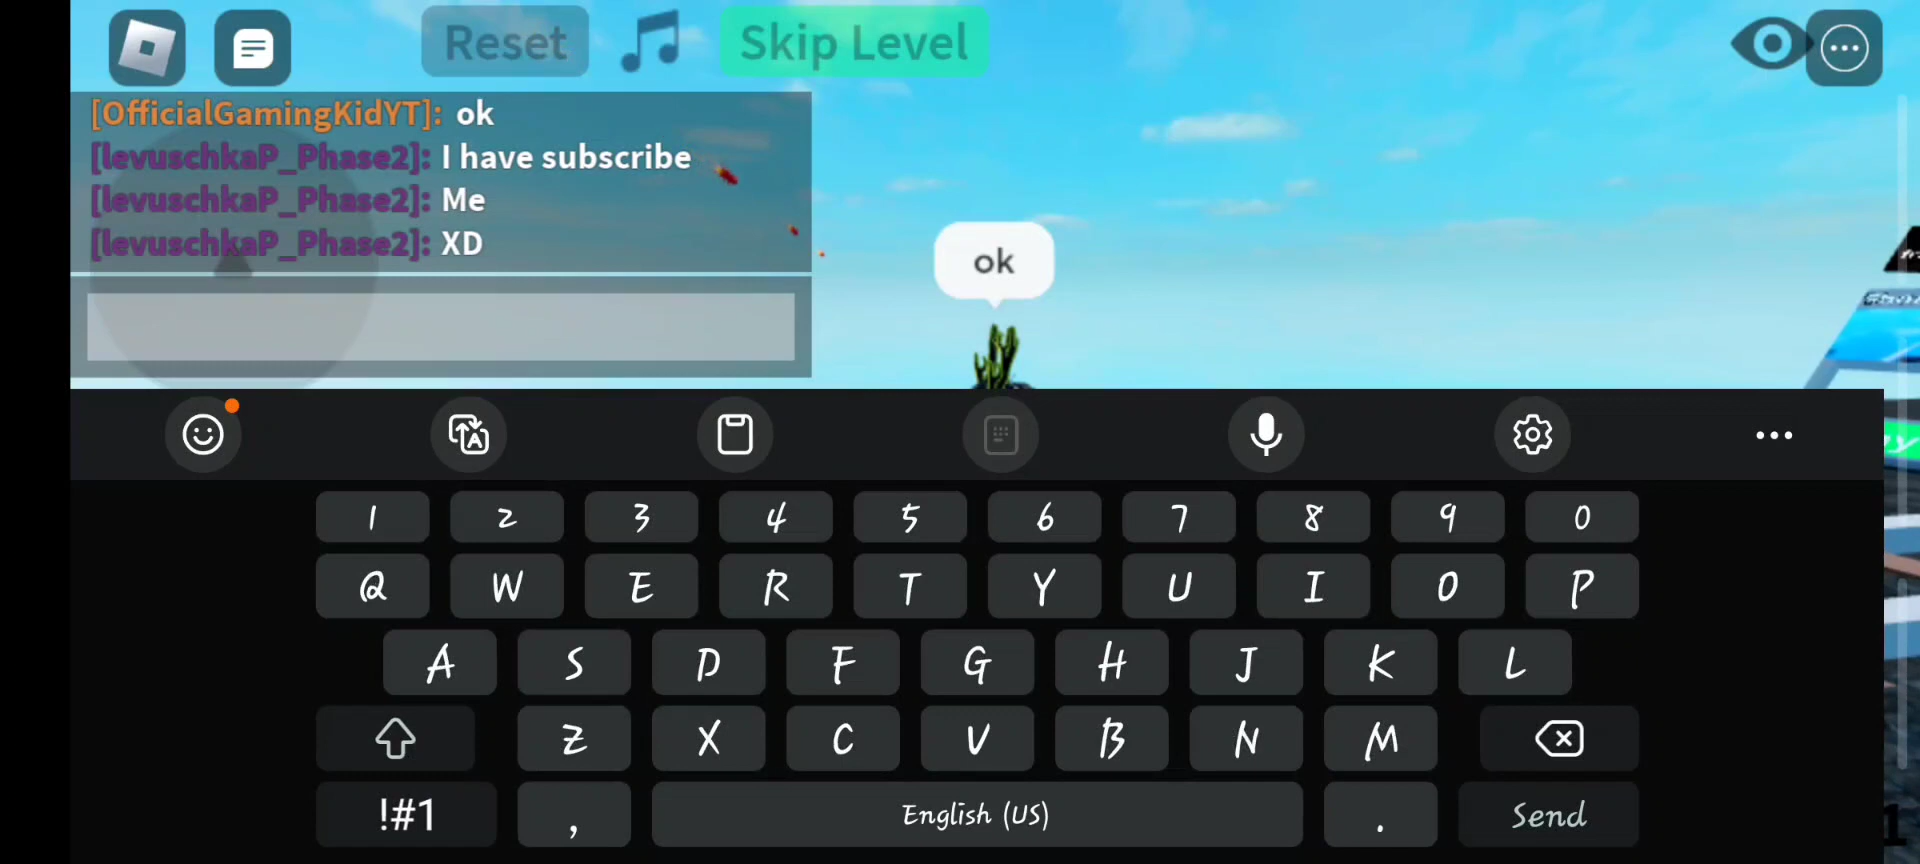 Reset Skip Level
[OfficialGamingKidYT]: ok
[levuschkaP_Phase2]: I have subscribe
[levuschkaP_Phase2]: Me
[levuschkaP_Phase2]: XD
ok
1 2 3 4 5 6 7 8 9 0
Q W E R T Y U I O P
A S D F G H J K L
Z X C V B N M
!#1 , English (US) . Send